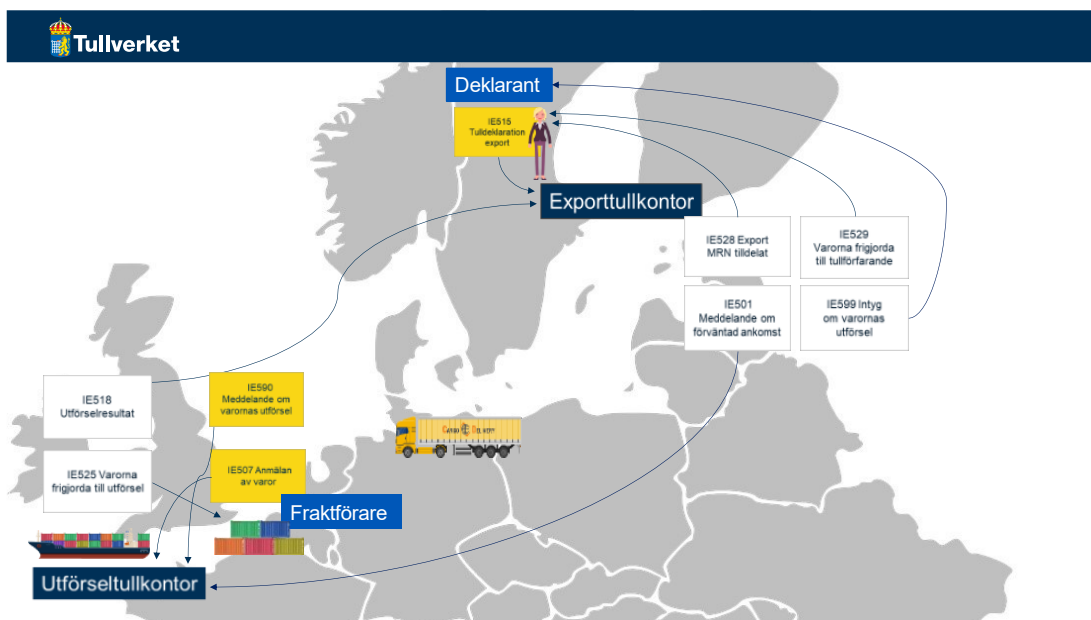 Tullverket
Deklarant
IE515
Tulldeklaration
export
Exporttullkontor
IE528 Export
MRN tilldelat
IE529
Varorna frigjorda
till tullförfarande
IE501
Meddelande om
förväntad ankomst
IE599 Intyg
om varornas
utförsel
IE518
Utförselresultat
IE590
Meddelande om
varornas utförsel
IE525 Varorna
frigjorda till utförsel
IE507 Anmälan
av varor
CARGO DELIVERY
Fraktförare
Utförseltullkontor